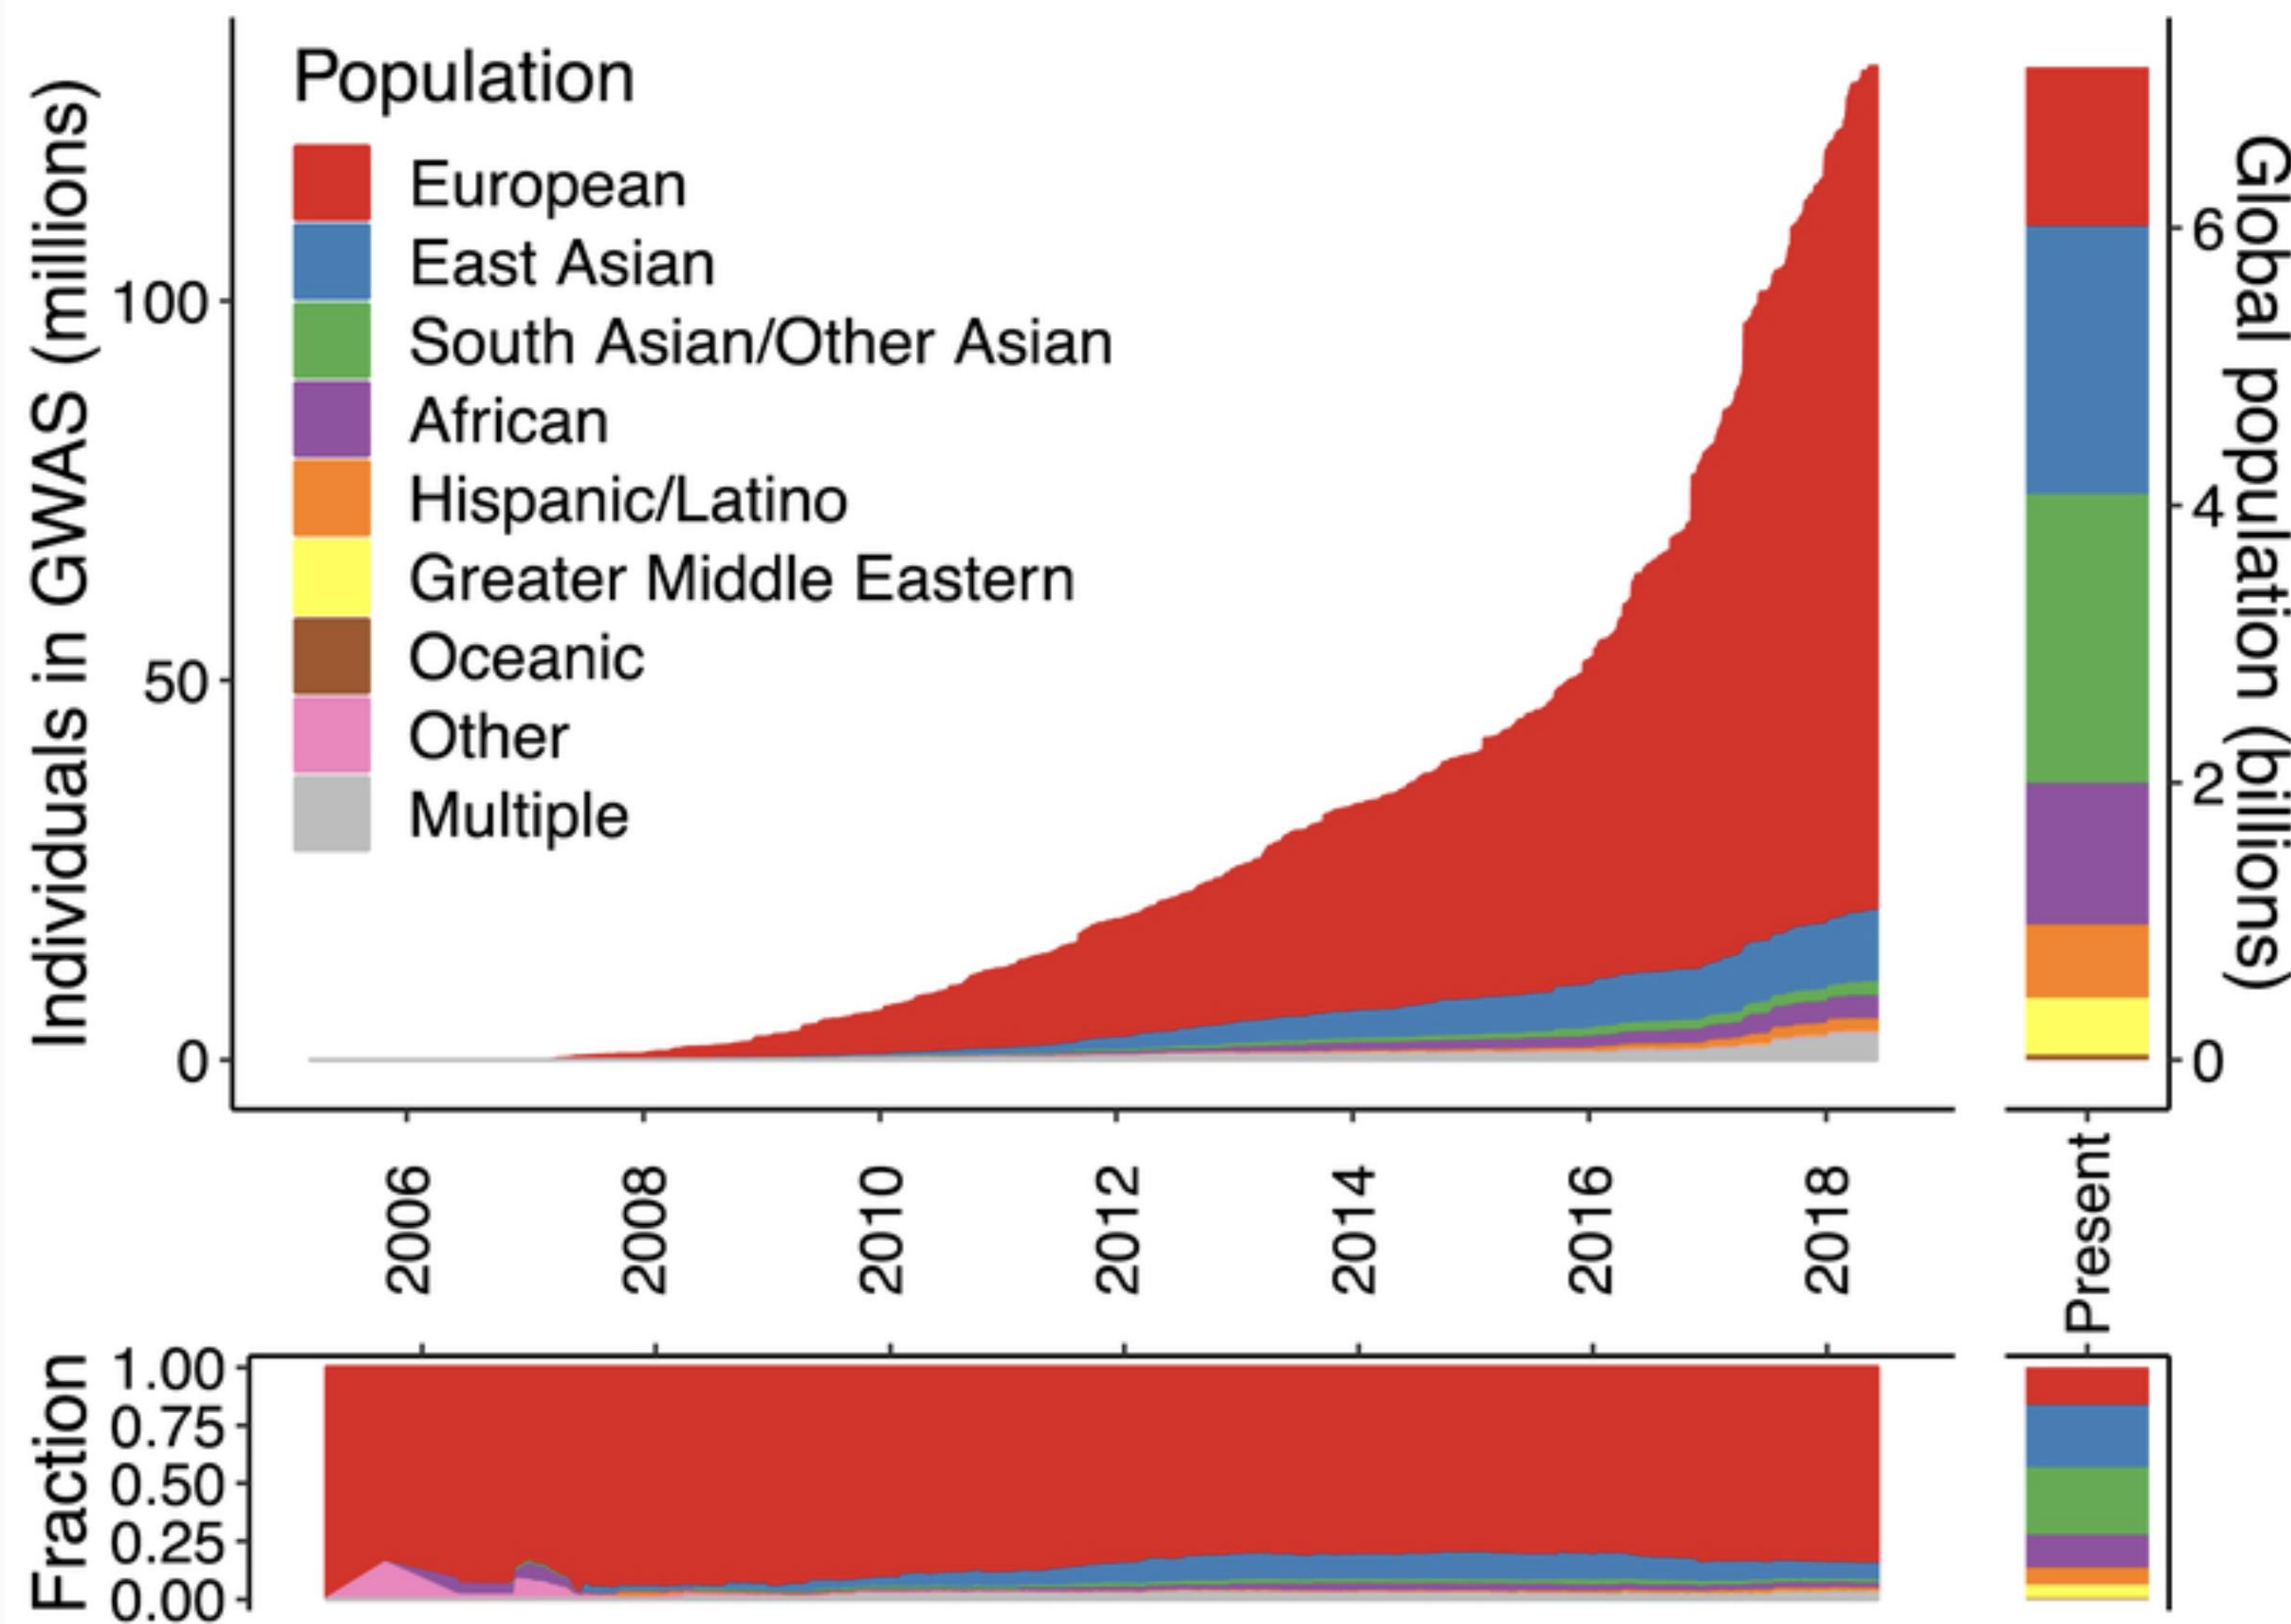 Population
European
East Asian
South Asian/Other Asian
African
Hispanic/Latino
Greater Middle Eastern
Oceanic
Other
Multiple
Individuals in GWAS (millions)
100
50
0
Global population (billions)
6
4
2
0
2006
2008
2010
2012
2014
2016
2018
Present
Fraction
1.00
0.75
0.50
0.25
0.00